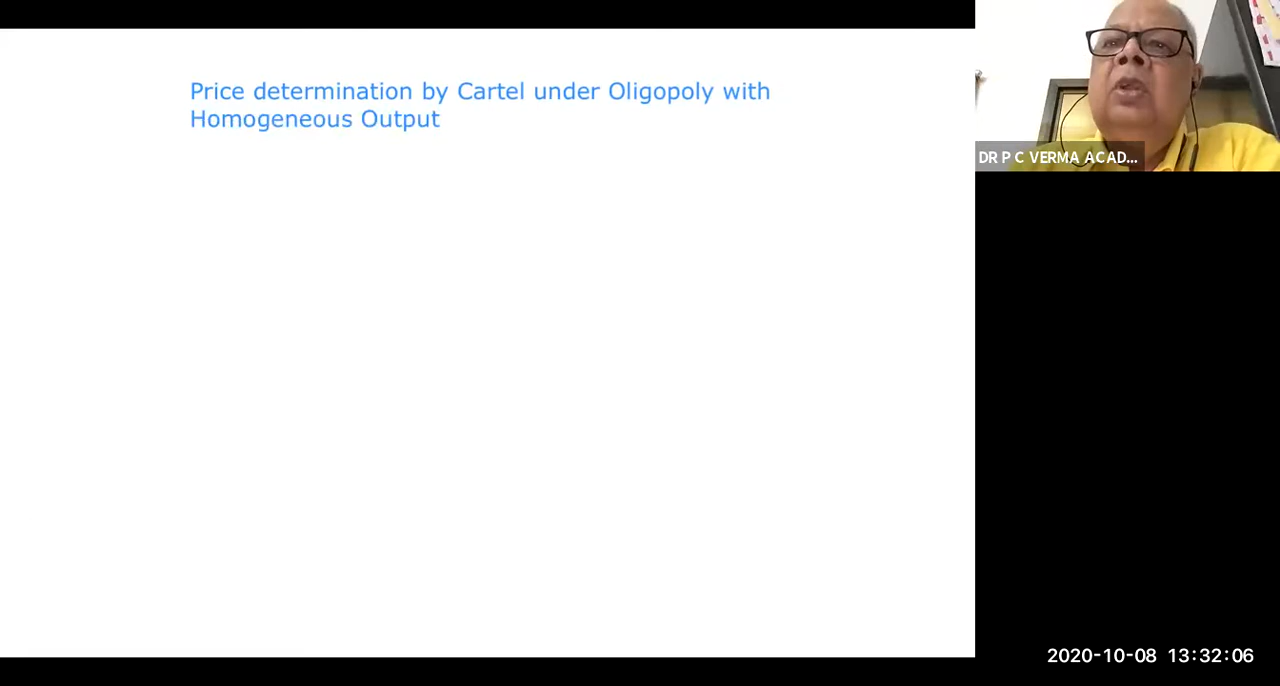 Price determination by Cartel under Oligopoly with
Homogeneous Output
DR P C VERMA ACAD...
2020-10-08 13:32:06